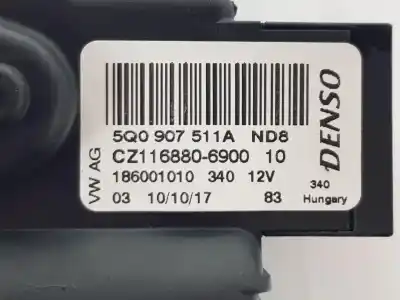 5Q0 907 511A ND8
CZ116880-6900 10
186001010 340 12V
03 10/10/17 83
VW AG
DENSO
340
Hungary